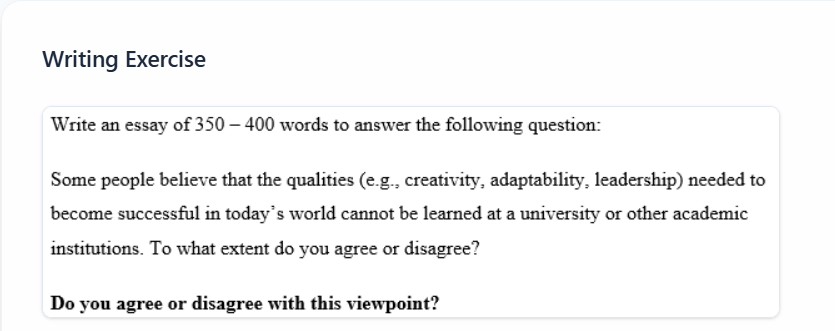 Writing Exercise
Write an essay of 350 – 400 words to answer the following question:
Some people believe that the qualities (e.g., creativity, adaptability, leadership) needed to
become successful in today’s world cannot be learned at a university or other academic
institutions. To what extent do you agree or disagree?
Do you agree or disagree with this viewpoint?